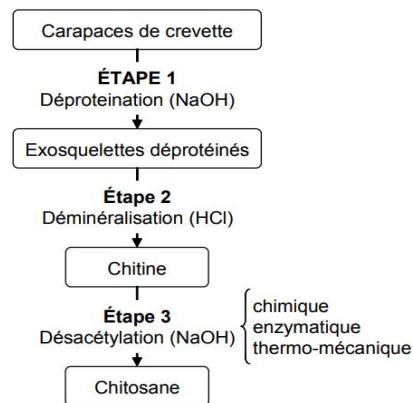 Carapaces de crevette
ÉTAPE 1
Déproteination (NaOH)
Exosquelettes déprotéinés
Étape 2
Déminéralisation (HCl)
Chitine
Étape 3
Désacétylation (NaOH)
chimique
enzymatique
thermo-mécanique
Chitosane